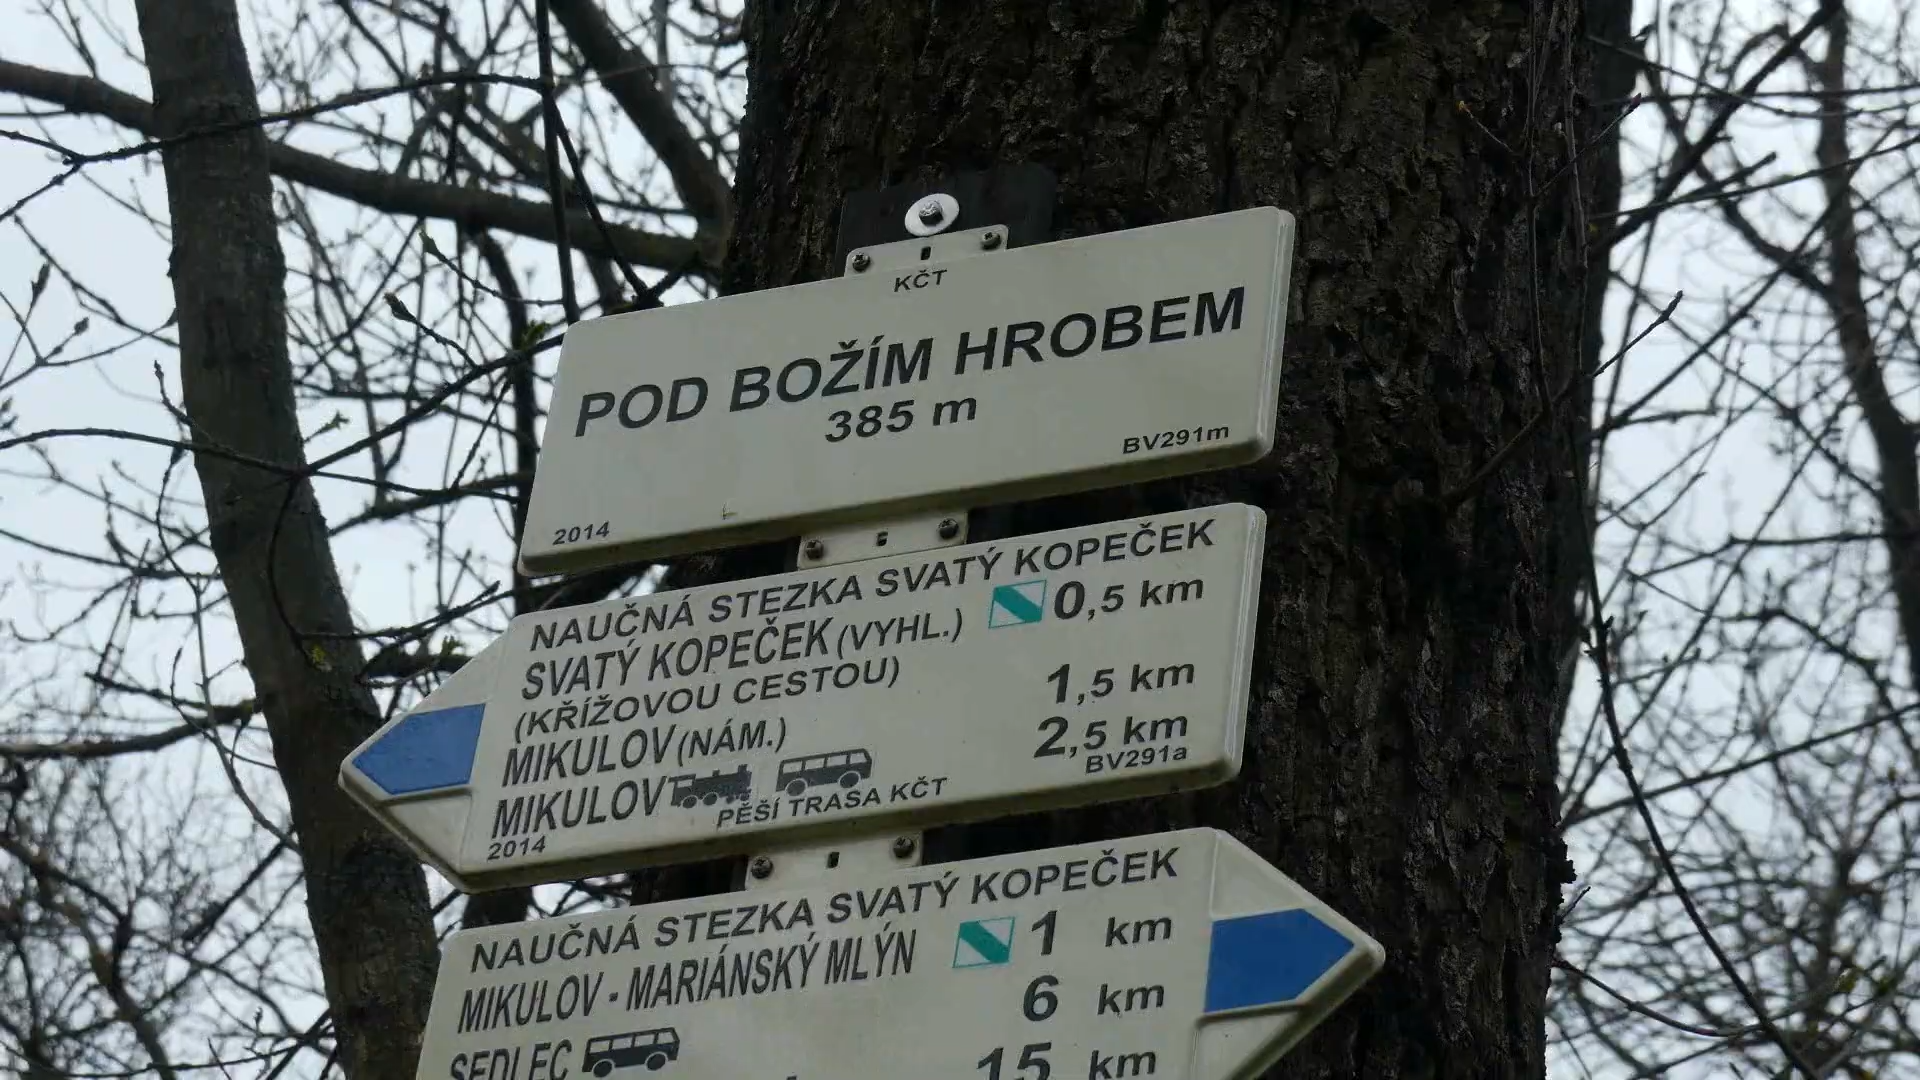 KČT
POD BOŽÍM HROBEM
385 m
BV291m
2014
NAUČNÁ STEZKA SVATÝ KOPEČEK
SVATÝ KOPEČEK (VYHL.) 0,5 km
(KŘÍŽOVOU CESTOU)
MIKULOV (NÁM.) 1,5 km
MIKULOV 2,5 km
BV291a
PĚŠÍ TRASA KČT
2014
NAUČNÁ STEZKA SVATÝ KOPEČEK
MIKULOV - MARIÁNSKÝ MLÝN 1 km
SEDLEC 6 km
15 km